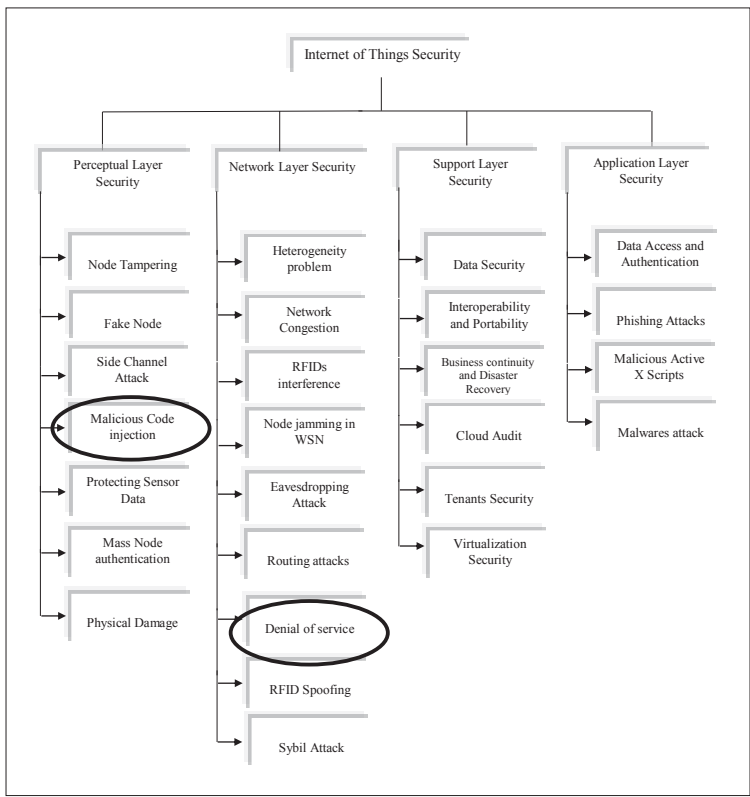 Internet of Things Security
Perceptual Layer
Security
Node Tampering
Fake Node
Side Channel
Attack
Malicious Code
injection
Protecting Sensor
Data
Mass Node
authentication
Physical Damage
Network Layer Security
Heterogeneity
problem
Network
Congestion
RFIDs
interference
Node jamming in
WSN
Eavesdropping
Attack
Routing attacks
Denial of service
RFID Spoofing
Sybil Attack
Support Layer
Security
Data Security
Interoperability
and Portability
Business continuity
and Disaster
Recovery
Cloud Audit
Tenants Security
Virtualization
Security
Application Layer
Security
Data Access and
Authentication
Phishing Attacks
Malicious Active
X Scripts
Malwares attack